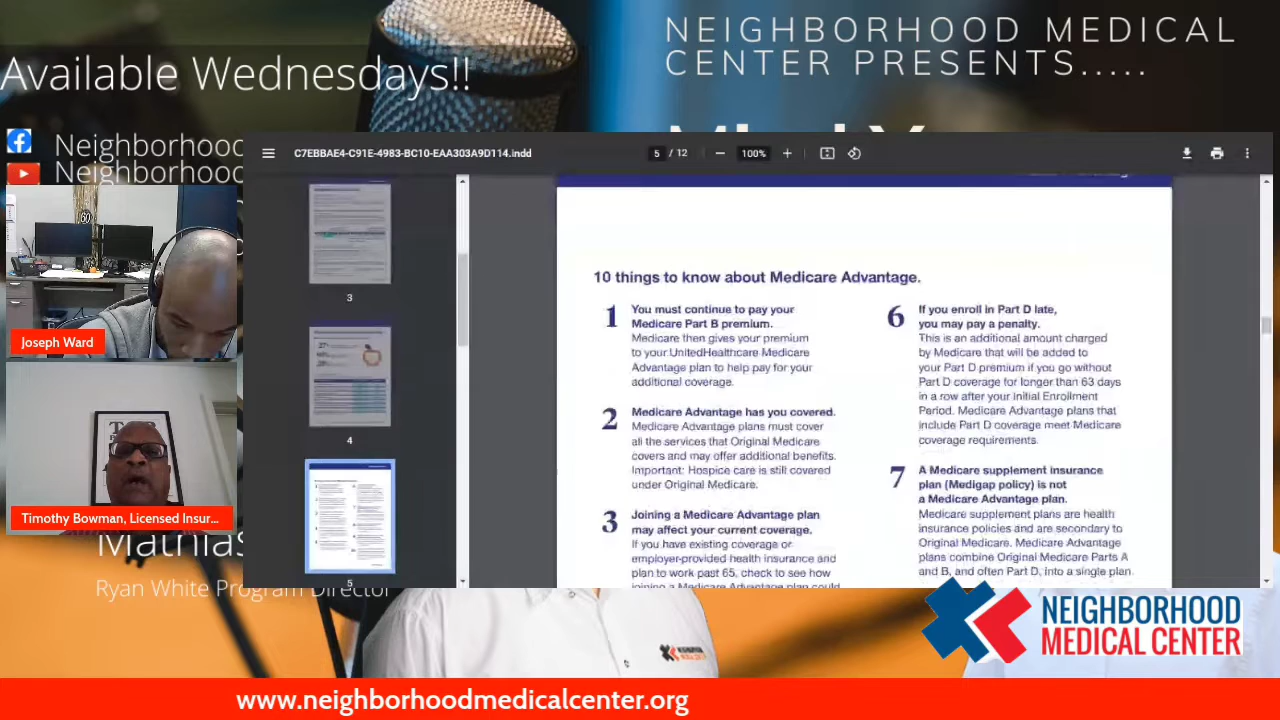 NEIGHBORHOOD MEDICAL
CENTER PRESENTS.....
Available Wednesdays!!
Neighborhood
Neighborhood
C7EBBAE4-C91E-4983-BC10-EAA303A9D114.indd
5 / 12
100%
3
4
5
10 things to know about Medicare Advantage.
1 You must continue to pay your
Medicare Part B premium.
Medicare then gives your premium
to your UnitedHealthcare Medicare
Advantage plan to help pay for your
additional coverage.
2 Medicare Advantage has you covered.
Medicare Advantage plans must cover
all the services that Original Medicare
covers and may offer additional benefits.
Important: Hospice care is still covered
under Original Medicare.
3 Joining a Medicare Advantage plan
may affect your current coverage.
If you have existing coverage or
employer-provided health insurance and
plan to work past 65, check to see how
joining a Medicare Advantage plan could
6 If you enroll in Part D late,
you may pay a penalty.
This is an additional amount charged
by Medicare that will be added to
your Part D premium if you go without
Part D coverage for longer than 63 days
in a row after your Initial Enrollment
Period. Medicare Advantage plans that
include Part D coverage meet Medicare
coverage requirements.
7 A Medicare supplement insurance
plan (Medigap policy) is not
a Medicare Advantage plan.
Medicare supplement plans are health
insurance policies and are secondary to
Original Medicare. Medicare Advantage
plans combine Original Medicare Parts A
and B, and often Part D, into a single plan
60
Joseph Ward
Timothy Bowman, Licensed Insur...
Mathias
Ryan White Program Director
NEIGHBORHOOD
MEDICAL CENTER
www.neighborhoodmedicalcenter.org